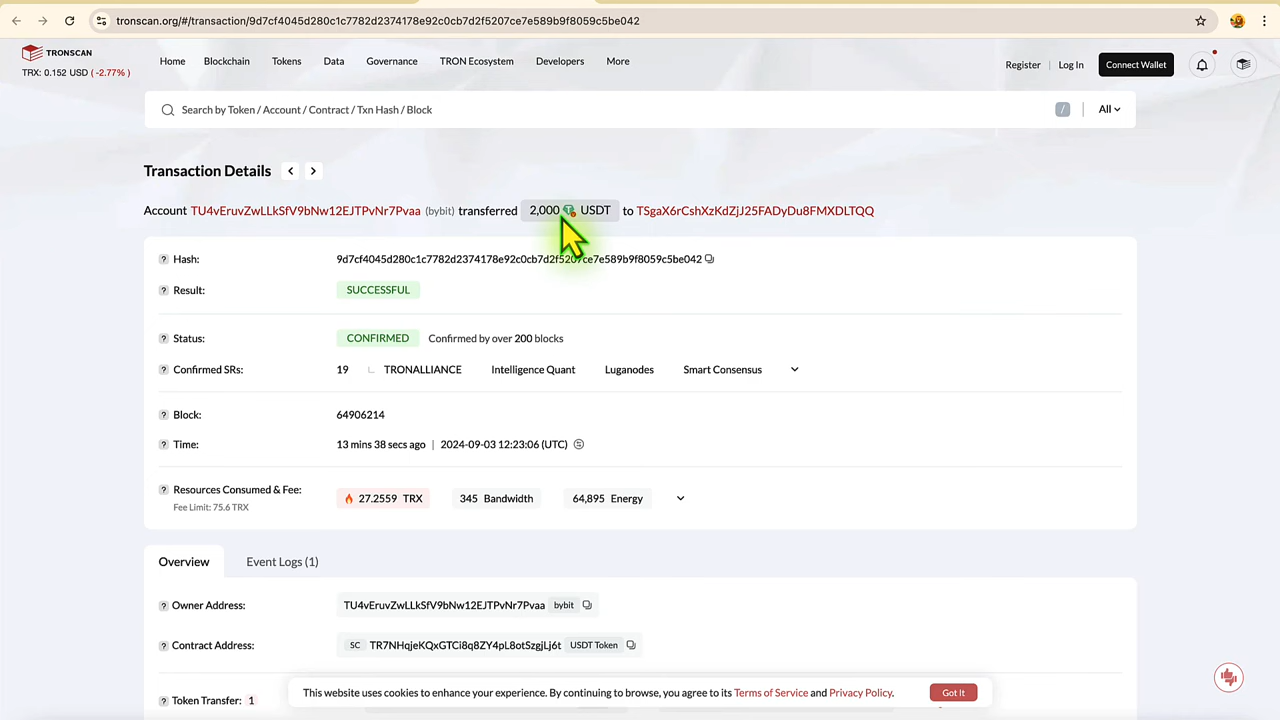 tronscan.org/#/transaction/9d7cf4045d280c1c7782d2374178e92c0cb7d2f5207ce7e589b9f8059c5be042
TRONSCAN
TRX: 0.152 USD ( -2.77% )
Home Blockchain Tokens Data Governance TRON Ecosystem Developers More
Register | Log In Connect Wallet
Search by Token / Account / Contract / Txn Hash / Block / All
Transaction Details < >
Account TU4vEruvZwLLkSfV9bNw12EJTPvNr7Pvaa (bybit) transferred 2,000 USDT to TSgaX6rCshXzKdZjJ25FADyDu8FMXDLTQQ
? Hash: 9d7cf4045d280c1c7782d2374178e92c0cb7d2f5207ce7e589b9f8059c5be042
? Result: SUCCESSFUL
? Status: CONFIRMED Confirmed by over 200 blocks
? Confirmed SRs: 19 TRONALLIANCE Intelligence Quant Luganodes Smart Consensus
? Block: 64906214
? Time: 13 mins 38 secs ago | 2024-09-03 12:23:06 (UTC)
? Resources Consumed & Fee: 27.2559 TRX 345 Bandwidth 64,895 Energy
Fee Limit: 75.6 TRX
Overview Event Logs (1)
? Owner Address: TU4vEruvZwLLkSfV9bNw12EJTPvNr7Pvaa bybit
? Contract Address: SC TR7NHqjeKQxGTCi8q8ZY4pL8otSzgjLj6t USDT Token
? Token Transfer: 1
This website uses cookies to enhance your experience. By continuing to browse, you agree to its Terms of Service and Privacy Policy. Got It